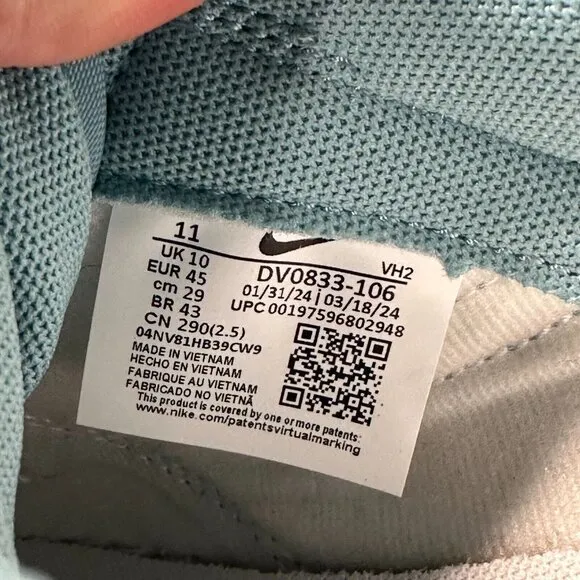 11 VH2
UK 10 DV0833-106
EUR 45 01/31/24 | 03/18/24
cm 29 UPC 00197596802948
BR 43
CN 290(2.5)
04NV81HB39CW9
MADE IN VIETNAM
HECHO EN VIETNAM
FABRIQUE AU VIETNAM
FABRICADO NO VIETNÃ
This product is covered by one or more patents:
www.nike.com/patentsvirtualmarking